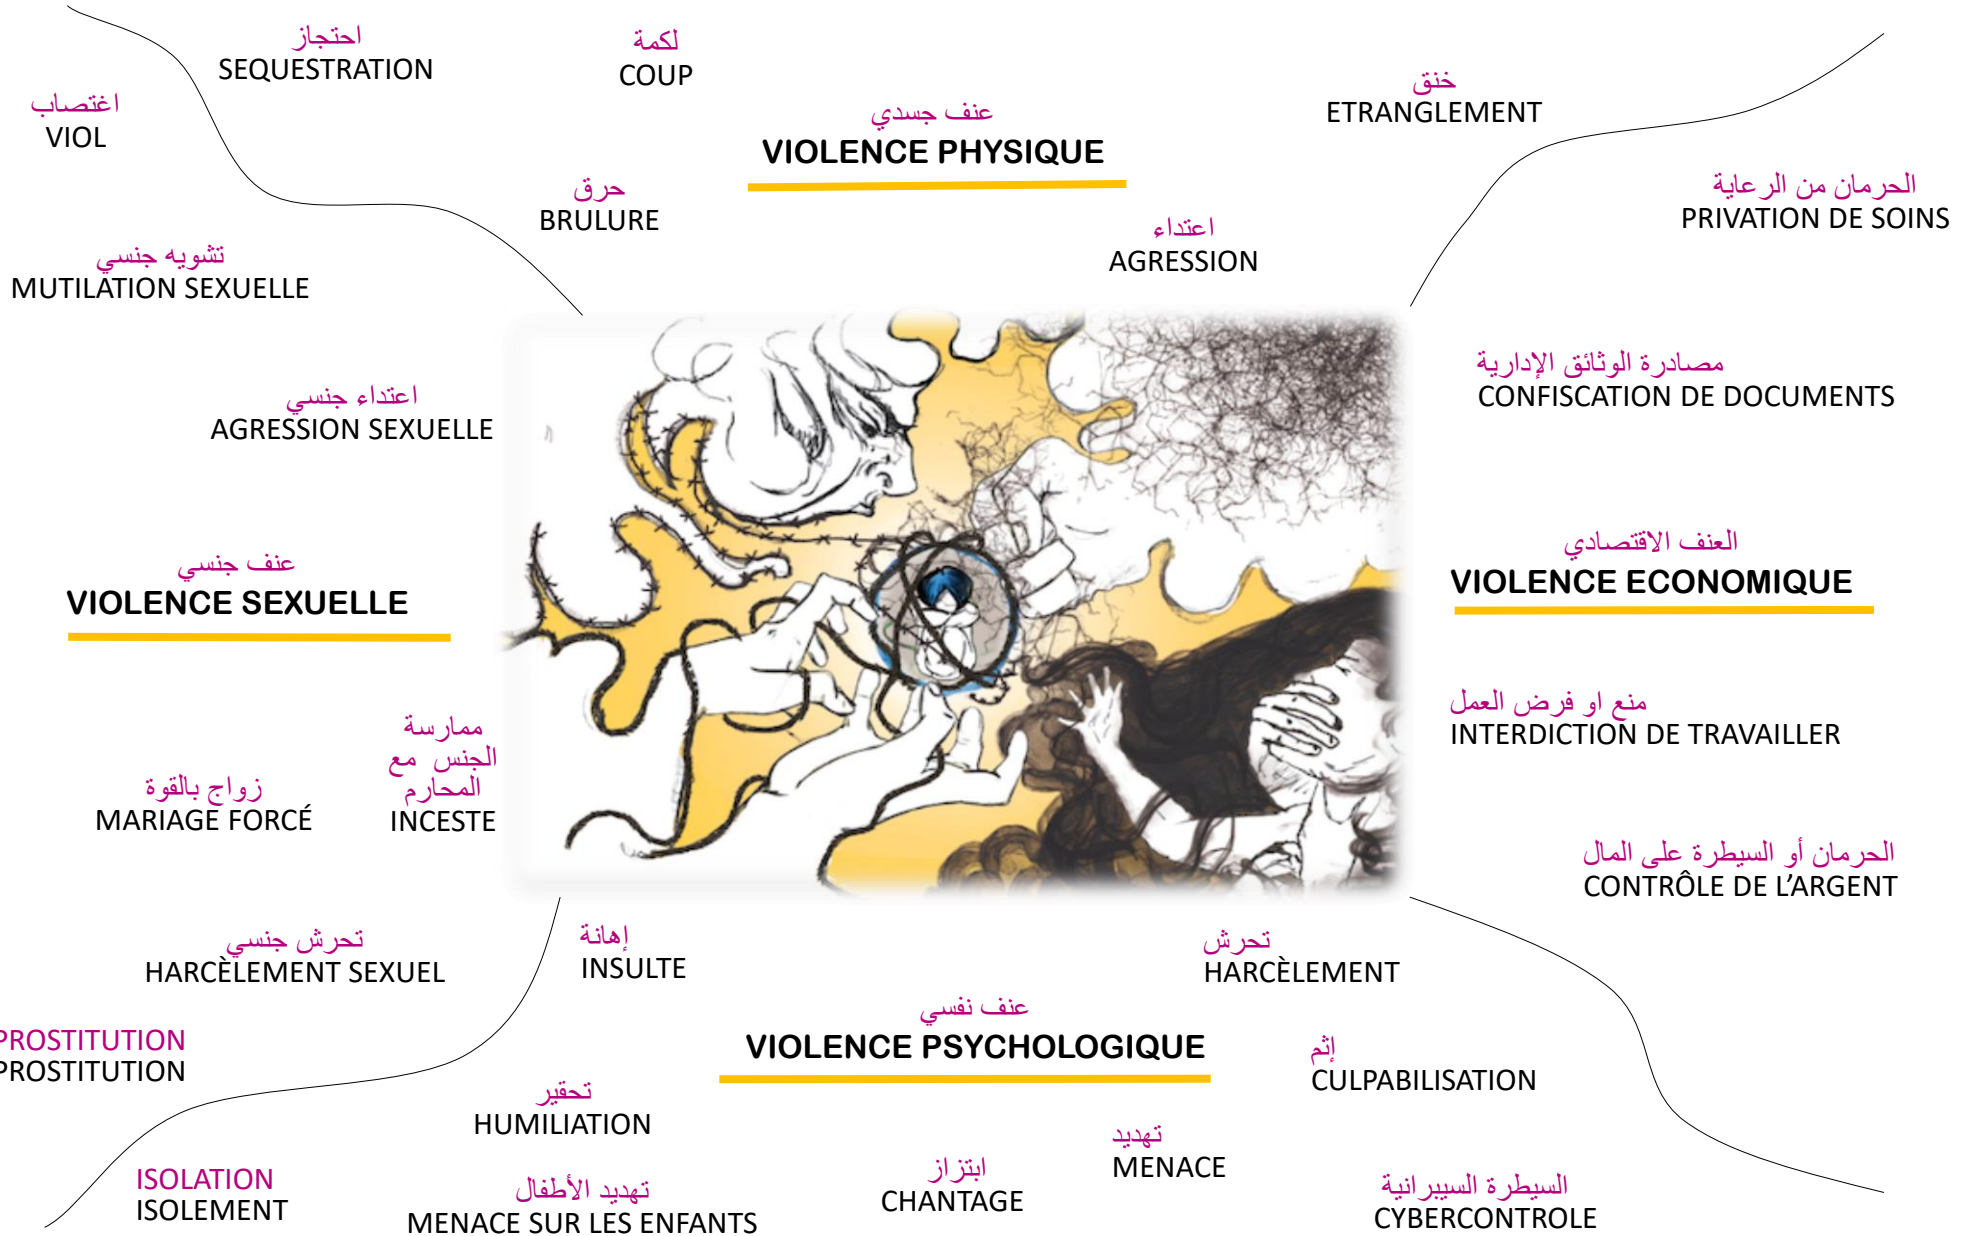 احتجاز
SEQUESTRATION
لكمة
COUP
خنق
ETRANGLEMENT
اغتصاب
VIOL
عنف جسدي
VIOLENCE PHYSIQUE
حرق
BRULURE
اعتداء
AGRESSION
الحرمان من الرعاية
PRIVATION DE SOINS
تشويه جنسي
MUTILATION SEXUELLE
اعتداء جنسي
AGRESSION SEXUELLE
مصادرة الوثائق الإدارية
CONFISCATION DE DOCUMENTS
عنف جنسي
VIOLENCE SEXUELLE
العنف الاقتصادي
VIOLENCE ECONOMIQUE
منع او فرض العمل
INTERDICTION DE TRAVAILLER
زواج بالقوة
MARIAGE FORCÉ
ممارسة
الجنس مع
المحارم
INCESTE
الحرمان أو السيطرة على المال
CONTRÔLE DE L’ARGENT
تحرش جنسي
HARCÈLEMENT SEXUEL
إهانة
INSULTE
تحرش
HARCÈLEMENT
PROSTITUTION
PROSTITUTION
عنف نفسي
VIOLENCE PSYCHOLOGIQUE
إثم
CULPABILISATION
تحقير
HUMILIATION
تهديد
MENACE
ISOLATION
ISOLEMENT
تهديد الأطفال
MENACE SUR LES ENFANTS
ابتزاز
CHANTAGE
السيطرة السيبرانية
CYBERCONTROLE